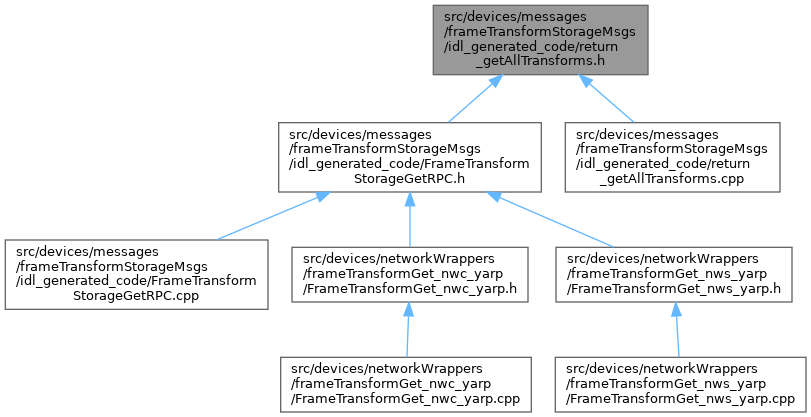 src/devices/messages
/frameTransformStorageMsgs
/idl_generated_code/return
_getAllTransforms.h
src/devices/messages
/frameTransformStorageMsgs
/idl_generated_code/FrameTransform
StorageGetRPC.h
src/devices/messages
/frameTransformStorageMsgs
/idl_generated_code/return
_getAllTransforms.cpp
src/devices/messages
/frameTransformStorageMsgs
/idl_generated_code/FrameTransform
StorageGetRPC.cpp
src/devices/networkWrappers
/frameTransformGet_nwc_yarp
/FrameTransformGet_nwc_yarp.h
src/devices/networkWrappers
/frameTransformGet_nws_yarp
/FrameTransformGet_nws_yarp.h
src/devices/networkWrappers
/frameTransformGet_nwc_yarp
/FrameTransformGet_nwc_yarp.cpp
src/devices/networkWrappers
/frameTransformGet_nws_yarp
/FrameTransformGet_nws_yarp.cpp